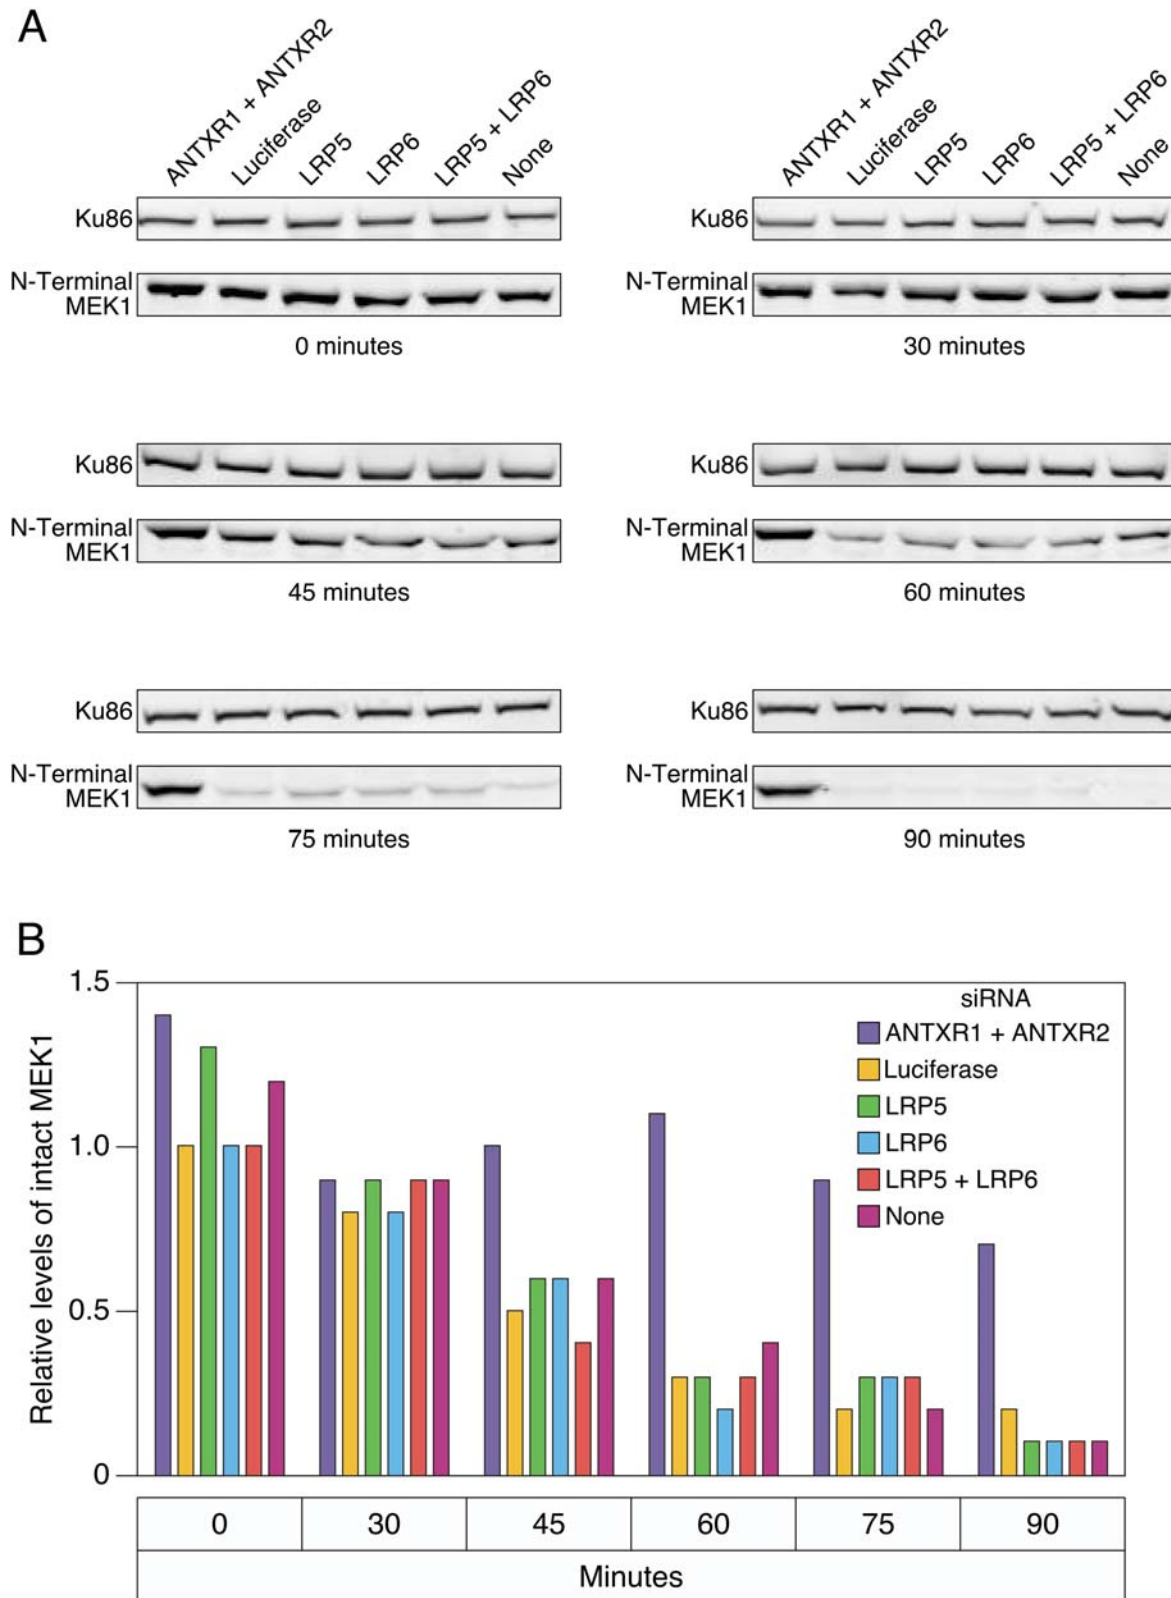 A
ANTXR1 + ANTXR2
Luciferase
LRP5
LRP6
LRP5 + LRP6
None
Ku86
N-Terminal
MEK1
0 minutes
ANTXR1 + ANTXR2
Luciferase
LRP5
LRP6
LRP5 + LRP6
None
Ku86
N-Terminal
MEK1
30 minutes
Ku86
N-Terminal
MEK1
45 minutes
Ku86
N-Terminal
MEK1
60 minutes
Ku86
N-Terminal
MEK1
75 minutes
Ku86
N-Terminal
MEK1
90 minutes
B
Relative levels of intact MEK1
1.5
1.0
0.5
0
siRNA
ANTXR1 + ANTXR2
Luciferase
LRP5
LRP6
LRP5 + LRP6
None
0 30 45 60 75 90
Minutes